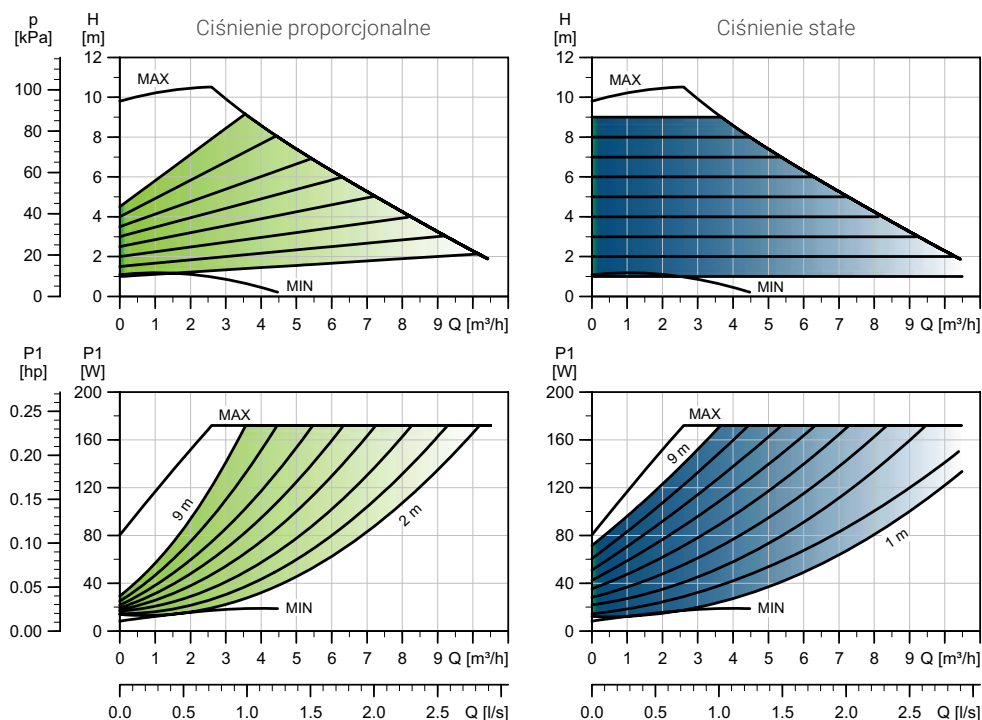 p
[kPa]
H
[m]
Ciśnienie proporcjonalne
12
10
8
6
4
2
0
100
80
60
40
20
0
MAX
MIN
0 1 2 3 4 5 6 7 8 9 Q [m³/h]
H
[m]
Ciśnienie stałe
12
10
8
6
4
2
0
MAX
MIN
0 1 2 3 4 5 6 7 8 9 Q [m³/h]
P1
[hp]
P1
[W]
200
160
120
80
40
0
0.25
0.20
0.15
0.10
0.05
0.00
MAX
9 m
2 m
MIN
0 1 2 3 4 5 6 7 8 9 Q [m³/h]
0.0 0.5 1.0 1.5 2.0 2.5 Q [l/s]
P1
[W]
200
160
120
80
40
0
MAX
9 m
1 m
MIN
0 1 2 3 4 5 6 7 8 9 Q [m³/h]
0.0 0.5 1.0 1.5 2.0 2.5 Q [l/s]